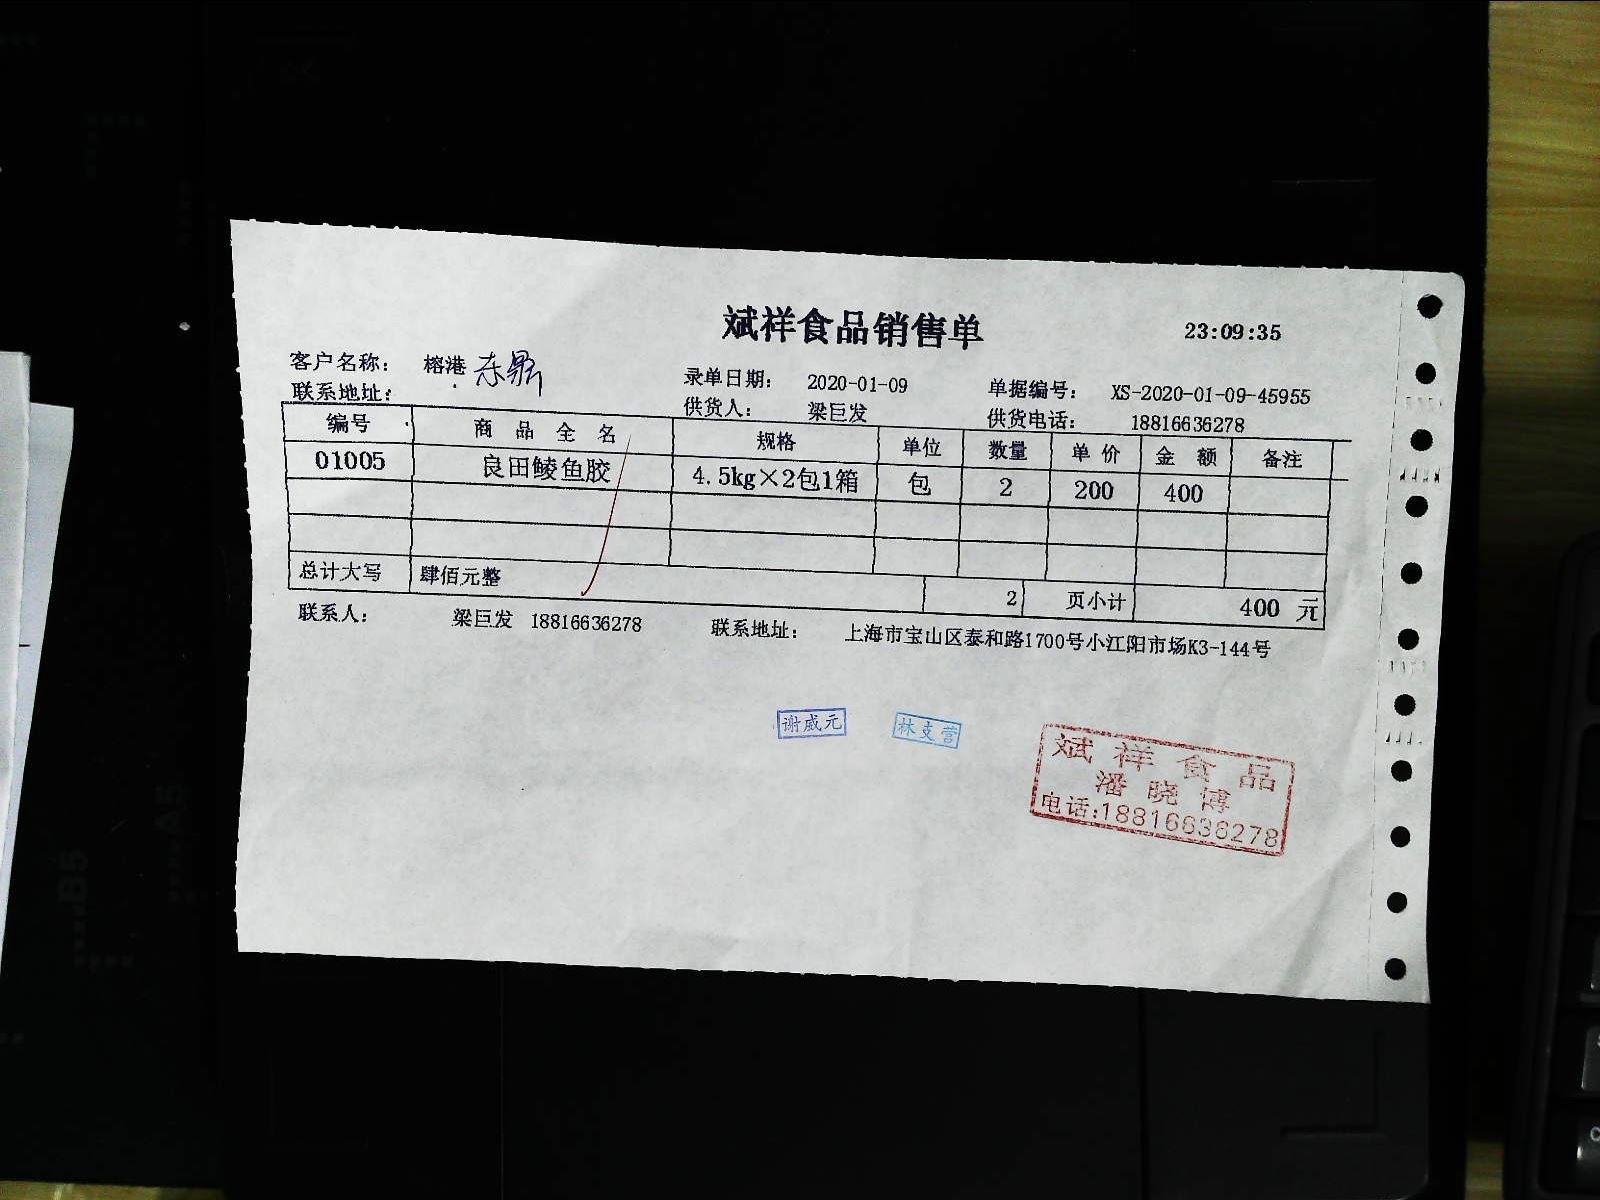 斌祥食品销售单 23:09:35
客户名称： 榕港 东鼎 录单日期： 2020-01-09 单据编号： XS-2020-01-09-45955
联系地址： 供货人： 梁巨发 供货电话： 18816636278
编号 商品全名 规格 单位 数量 单价 金额 备注
01005 良田鲮鱼胶 4.5kg×2包1箱 包 2 200 400
总计大写 肆佰元整 2 页小计 400 元
联系人： 梁巨发 18816636278 联系地址： 上海市宝山区泰和路1700号小江阳市场K3-144号
谢威元 林支营
斌祥食品
潘晓博
电话:18816636278
B5
A5